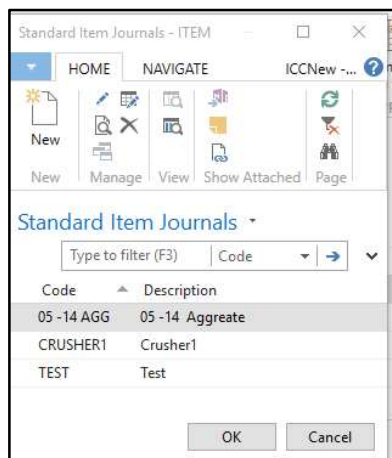 Standard Item Journals - ITEM
HOME NAVIGATE ICCNew -... ?
New
New Manage View Show Attached Page
Standard Item Journals
Type to filter (F3) Code
Code Description
05 -14 AGG 05 -14 Aggreate
CRUSHER1 Crusher1
TEST Test
OK Cancel